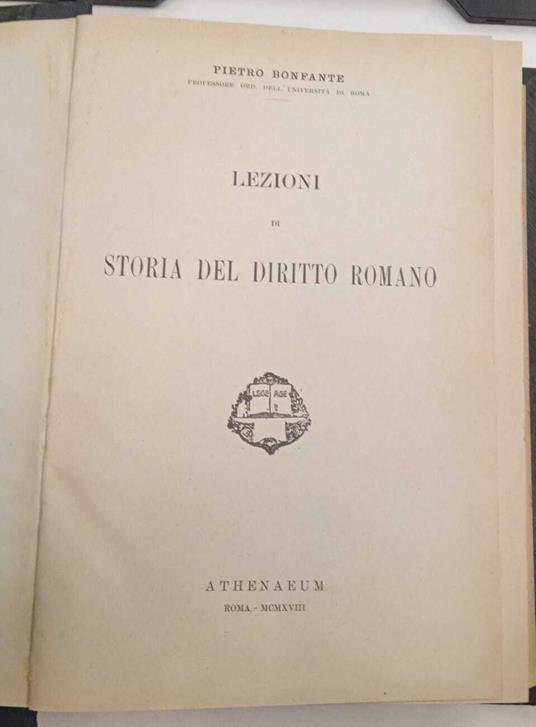 PIETRO BONFANTE
PROFESSORE ORD. DELL'UNIVERSITÀ DI ROMA
LEZIONI
DI
STORIA DEL DIRITTO ROMANO
LEGE AGE
ATHENAEUM
ROMA - MCMXVIII